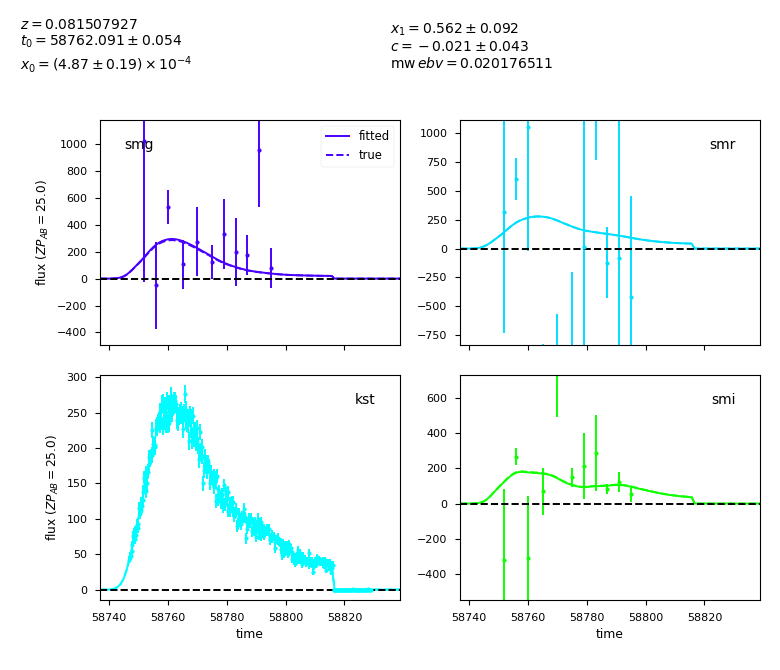 z = 0.081507927
t₀ = 58762.091 ± 0.054
x₀ = (4.87 ± 0.19) × 10⁻⁴
x₁ = 0.562 ± 0.092
c = −0.021 ± 0.043
mw ebv = 0.020176511
smg
fitted
true
1000
800
600
400
200
0
−200
−400
flux (ZP_AB = 25.0)
smr
1000
750
500
250
0
−250
−500
−750
kst
300
250
200
150
100
50
0
flux (ZP_AB = 25.0)
58740 58760 58780 58800 58820
time
smi
600
400
200
0
−200
−400
58740 58760 58780 58800 58820
time